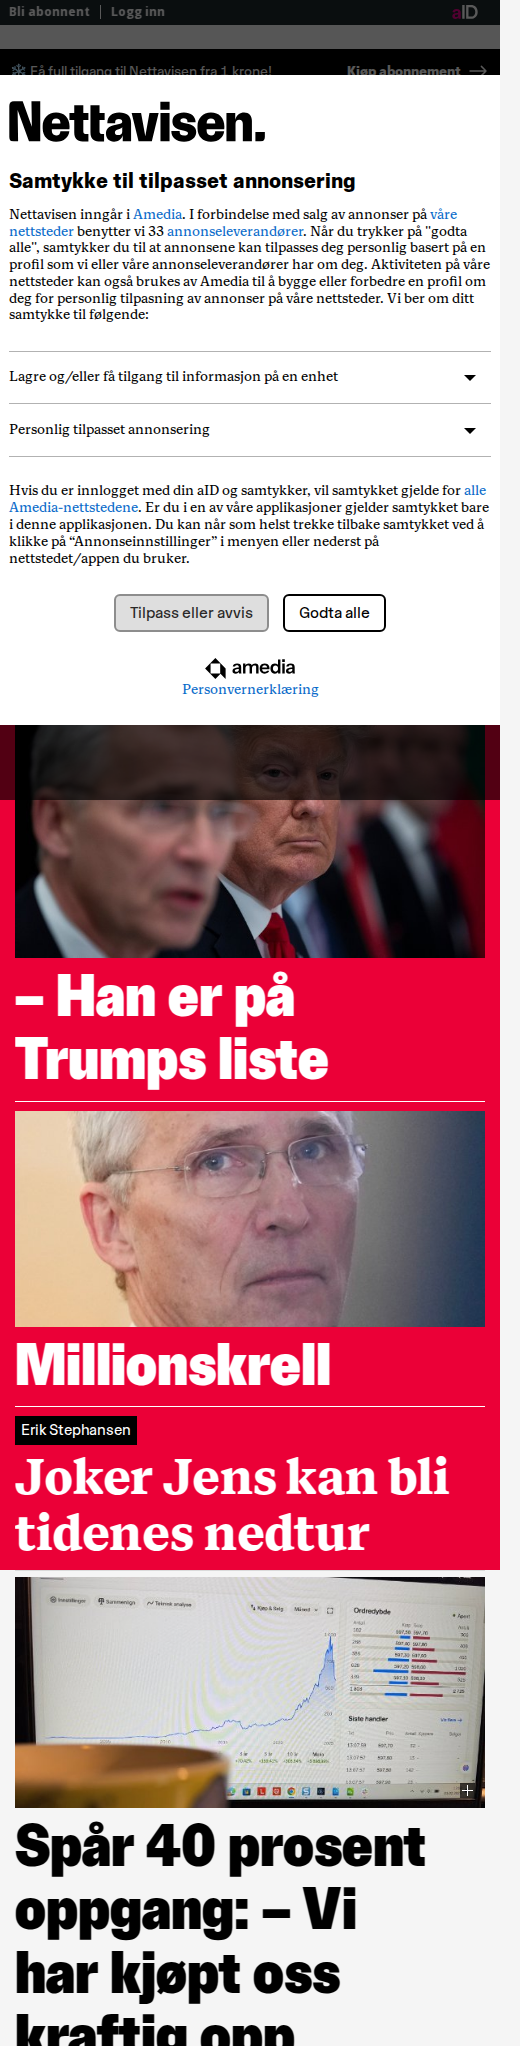 Bli abonnent
Logg inn
aID
Få full tilgang til Nettavisen fra 1 krone!
Kjøp abonnement
Nettavisen.
Samtykke til tilpasset annonsering
Nettavisen inngår i Amedia. I forbindelse med salg av annonser på våre
nettsteder benytter vi 33 annonseleverandører. Når du trykker på "godta
alle", samtykker du til at annonsene kan tilpasses deg personlig basert på en
profil som vi eller våre annonseleverandører har om deg. Aktiviteten på våre
nettsteder kan også brukes av Amedia til å bygge eller forbedre en profil om
deg for personlig tilpasning av annonser på våre nettsteder. Vi ber om ditt
samtykke til følgende:
Lagre og/eller få tilgang til informasjon på en enhet
Personlig tilpasset annonsering
Hvis du er innlogget med din aID og samtykker, vil samtykket gjelde for alle
Amedia-nettstedene. Er du i en av våre applikasjoner gjelder samtykket bare
i denne applikasjonen. Du kan når som helst trekke tilbake samtykket ved å
klikke på “Annonseinnstillinger” i menyen eller nederst på
nettstedet/appen du bruker.
Tilpass eller avvis
Godta alle
amedia
Personvernerklæring
– Han er på
Trumps liste
Millionskrell
Erik Stephansen
Joker Jens kan bli
tidenes nedtur
Innstillinger
Sammenlign
Teknisk analyse
Kjøp & Selg
Måned
Ordredybde
Siste handler
Spår 40 prosent
oppgang: – Vi
har kjøpt oss
kraftig opp